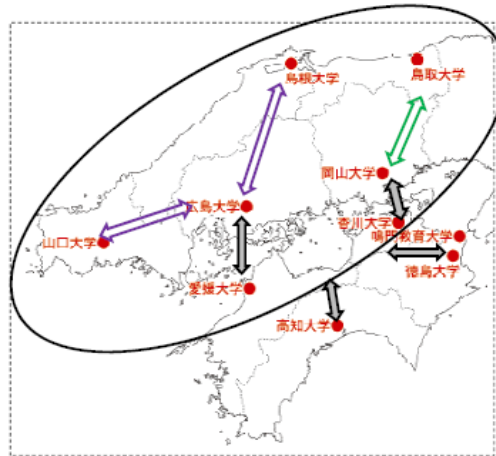 島根大学
鳥取大学
岡山大学
広島大学
香川大学
山口大学
鳴門教育大学
徳島大学
愛媛大学
高知大学